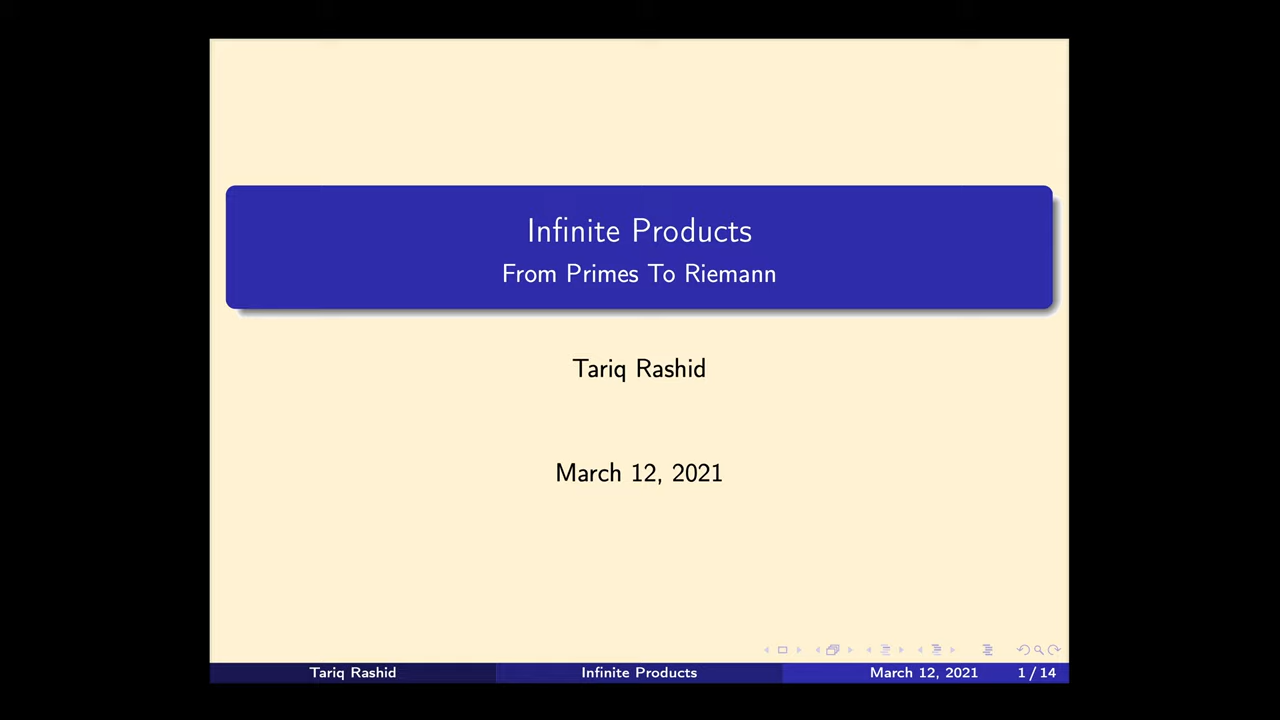 Infinite Products
From Primes To Riemann
Tariq Rashid
March 12, 2021
Tariq Rashid Infinite Products March 12, 2021 1 / 14